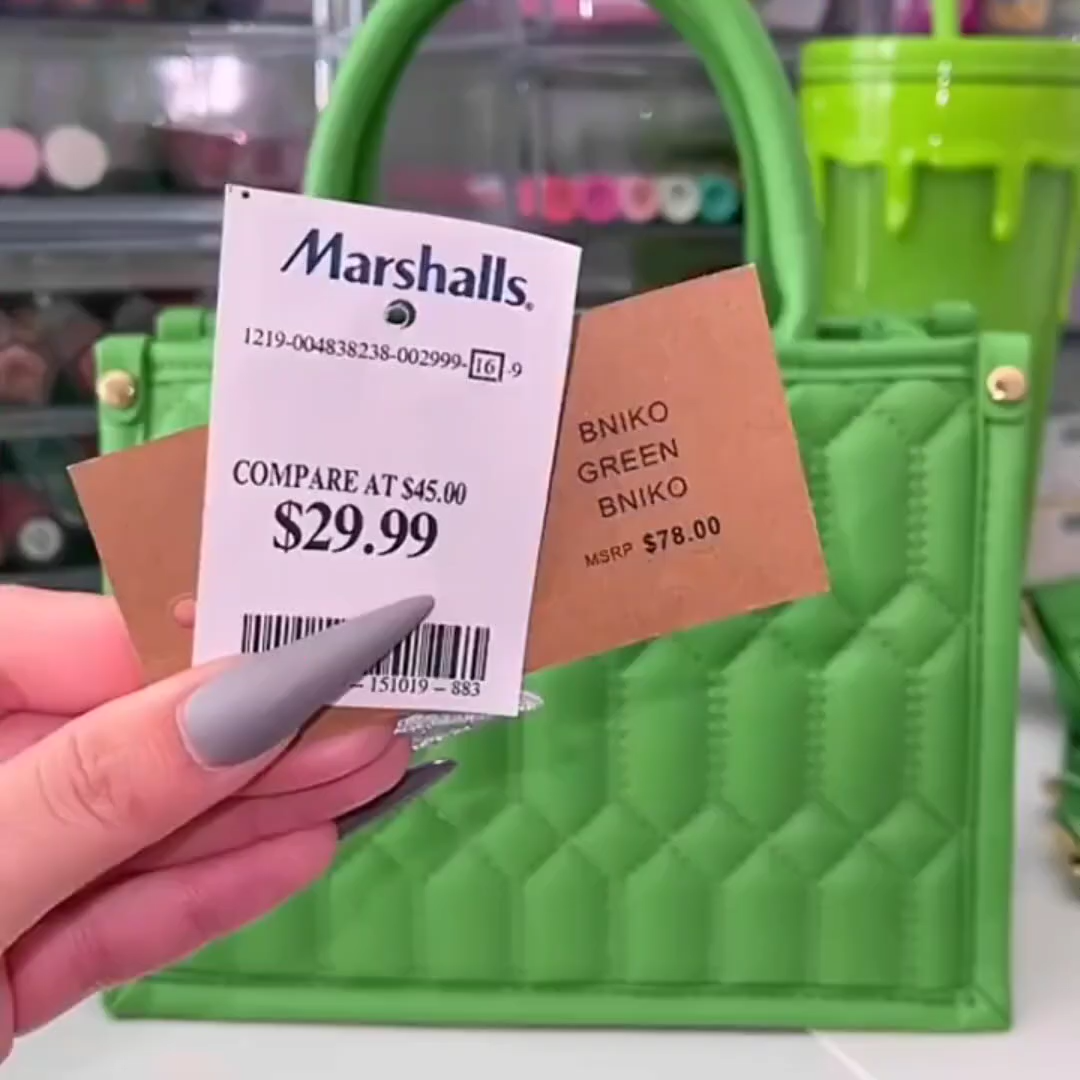 Marshalls.
1219-004838238-002999-16-9
COMPARE AT $45.00
$29.99
– 151019 – 883
BNIKO
GREEN
BNIKO
MSRP $78.00